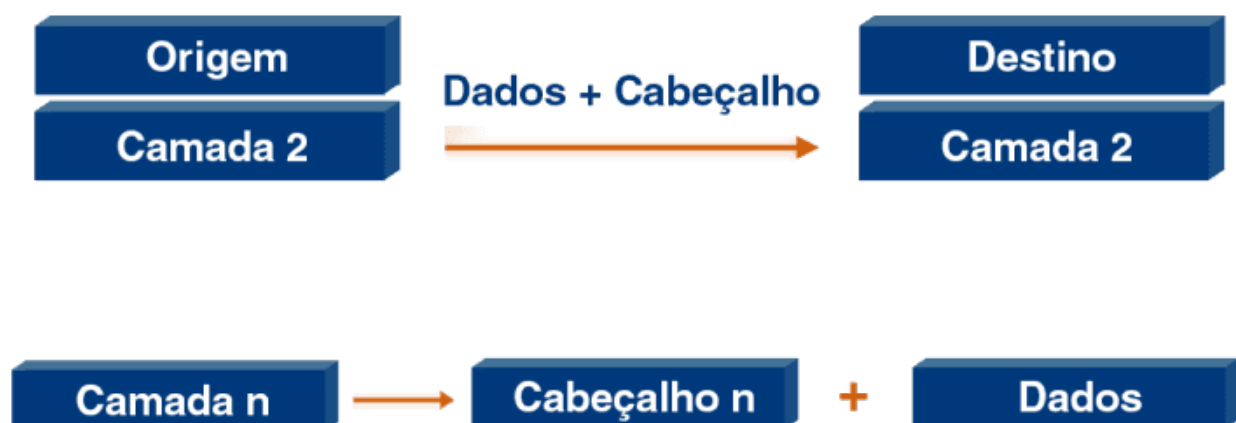 Origem
Destino
Dados + Cabeçalho
Camada 2
Camada 2
Camada n
Cabeçalho n
+
Dados